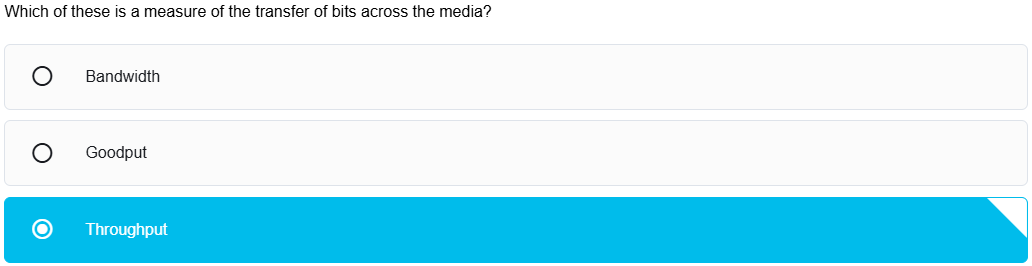 Which of these is a measure of the transfer of bits across the media?
Bandwidth
Goodput
Throughput